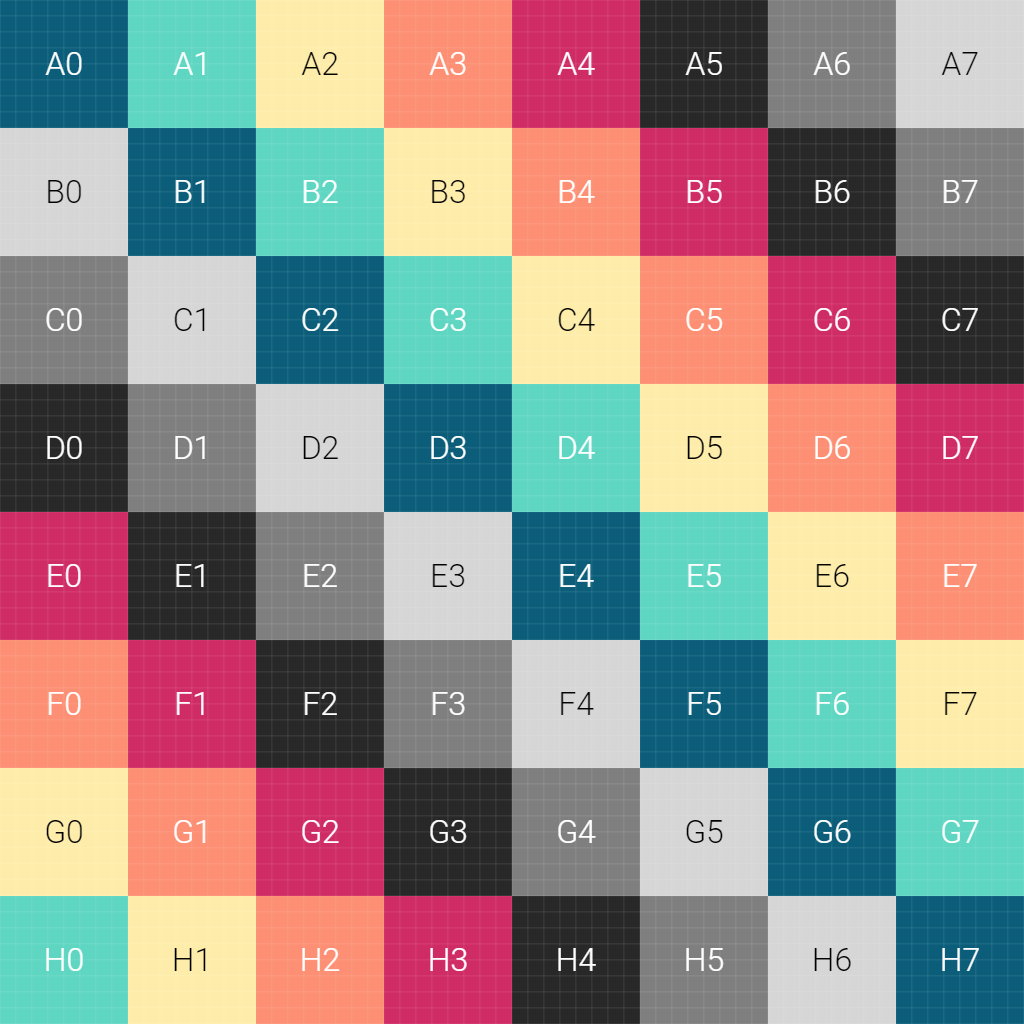 A0 A1 A2 A3 A4 A5 A6 A7
B0 B1 B2 B3 B4 B5 B6 B7
C0 C1 C2 C3 C4 C5 C6 C7
D0 D1 D2 D3 D4 D5 D6 D7
E0 E1 E2 E3 E4 E5 E6 E7
F0 F1 F2 F3 F4 F5 F6 F7
G0 G1 G2 G3 G4 G5 G6 G7
H0 H1 H2 H3 H4 H5 H6 H7